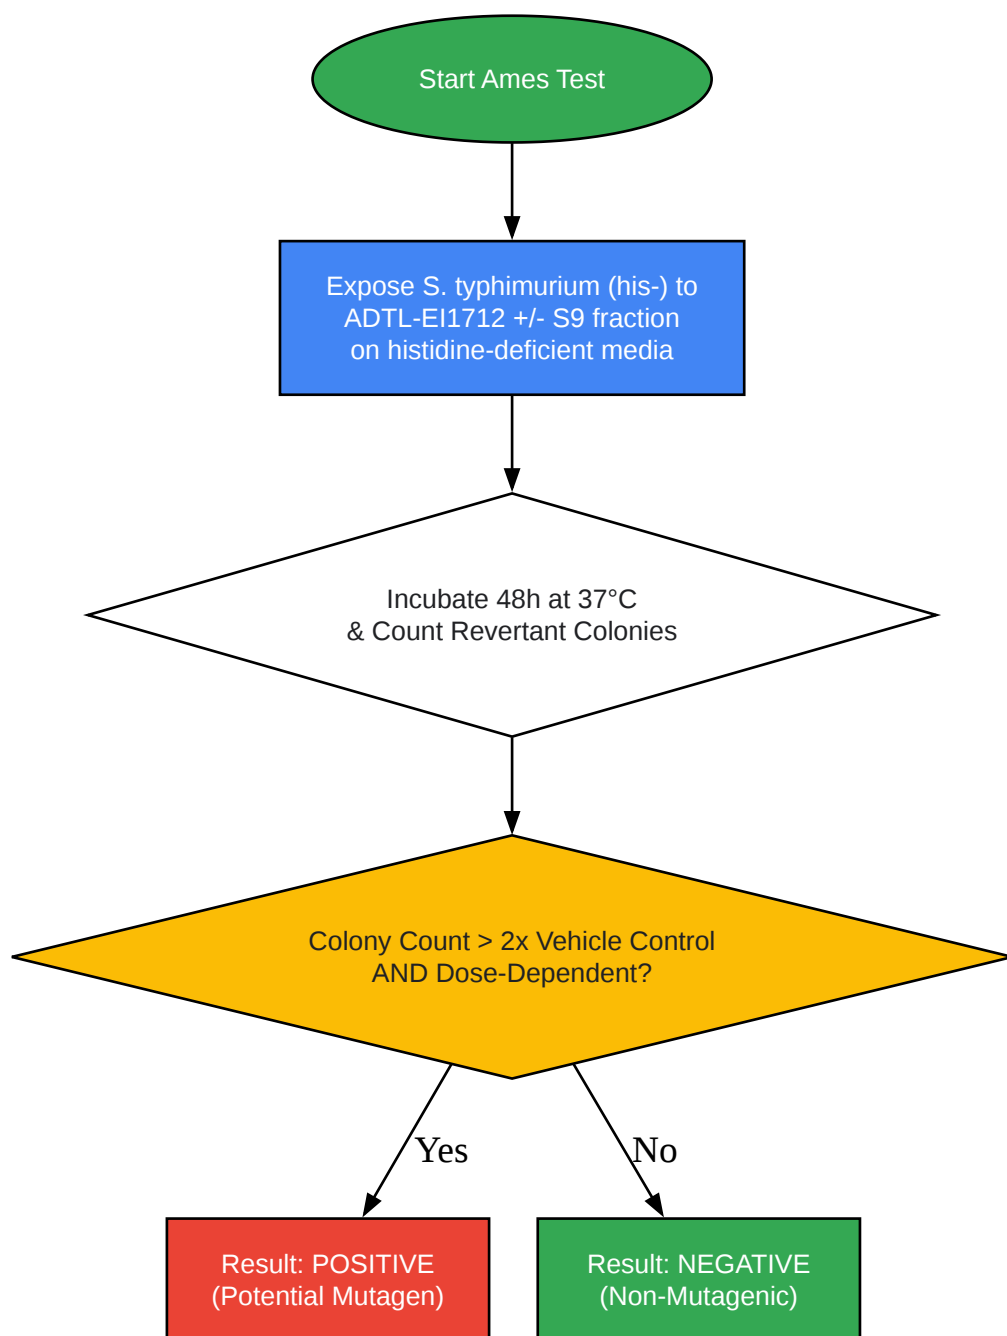 Start Ames Test
Expose S. typhimurium (his-) to
ADTL-EI1712 +/- S9 fraction
on histidine-deficient media
Incubate 48h at 37°C
& Count Revertant Colonies
Colony Count > 2x Vehicle Control
AND Dose-Dependent?
Yes
No
Result: POSITIVE
(Potential Mutagen)
Result: NEGATIVE
(Non-Mutagenic)